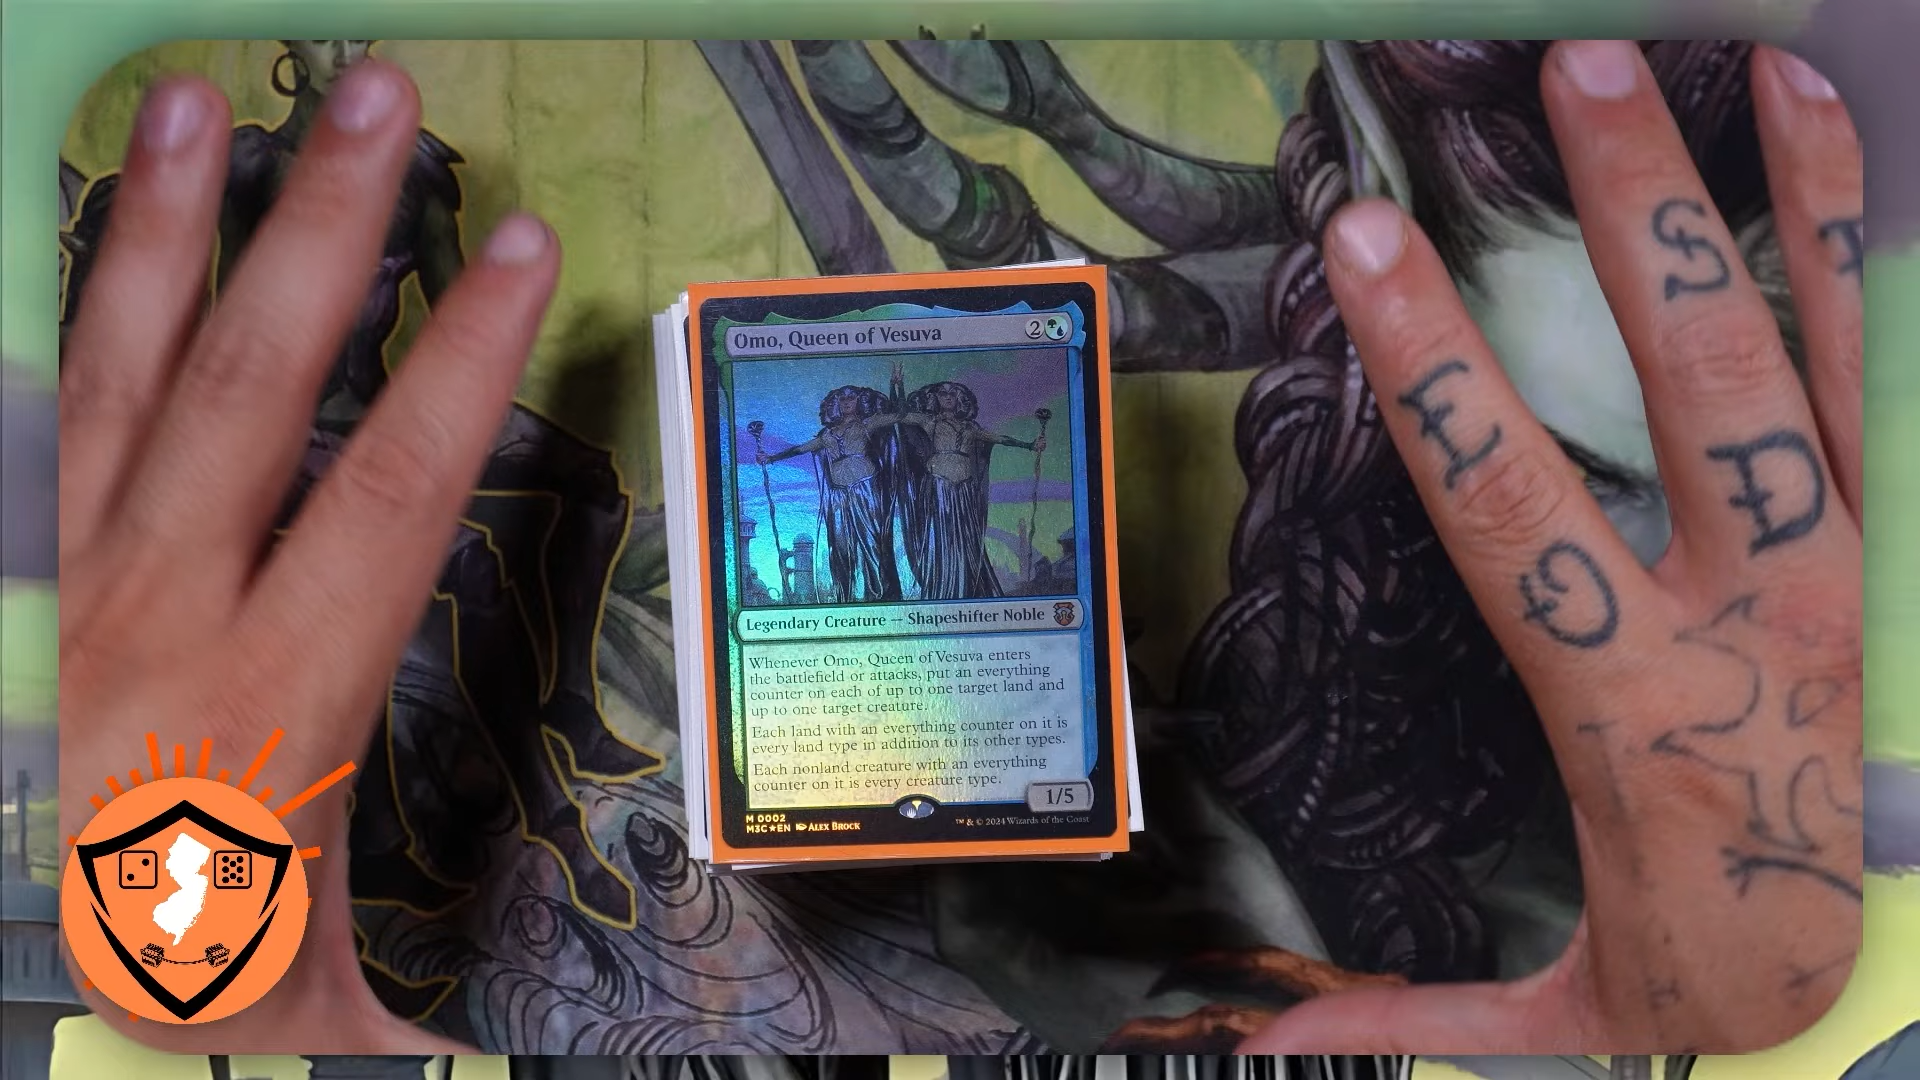 Omo, Queen of Vesuva 2
Legendary Creature — Shapeshifter Noble
Whenever Omo, Queen of Vesuva enters
the battlefield or attacks, put an everything
counter on each of up to one target land and
up to one target creature.
Each land with an everything counter on it is
every land type in addition to its other types.
Each nonland creature with an everything
counter on it is every creature type.
1/5
M 0002
M3C★EN ALEX BROCK
™ & © 2024 Wizards of the Coast
S
E
D
O